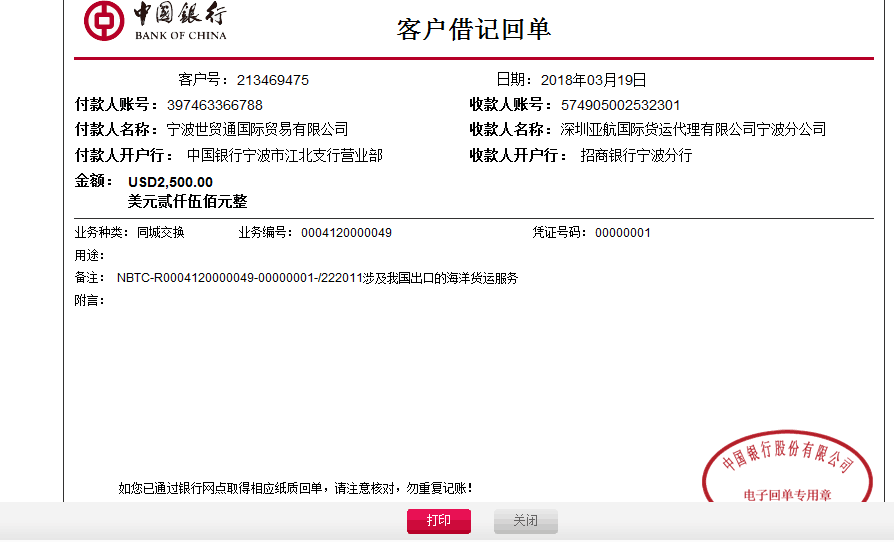 中国银行
BANK OF CHINA
客户借记回单
客户号：213469475 日期：2018年03月19日
付款人账号：397463366788 收款人账号：574905002532301
付款人名称：宁波世贸通国际贸易有限公司 收款人名称：深圳亚航国际货运代理有限公司宁波分公司
付款人开户行：中国银行宁波市江北支行营业部 收款人开户行：招商银行宁波分行
金额：USD2,500.00
美元贰仟伍佰元整
业务种类：同城交换 业务编号：0004120000049 凭证号码：00000001
用途：
备注：NBTC-R0004120000049-00000001-/222011涉及我国出口的海洋货运服务
附言：
中国银行股份有限公司
电子回单专用章
如您已通过银行网点取得相应纸质回单，请注意核对，勿重复记账！
打印 关闭